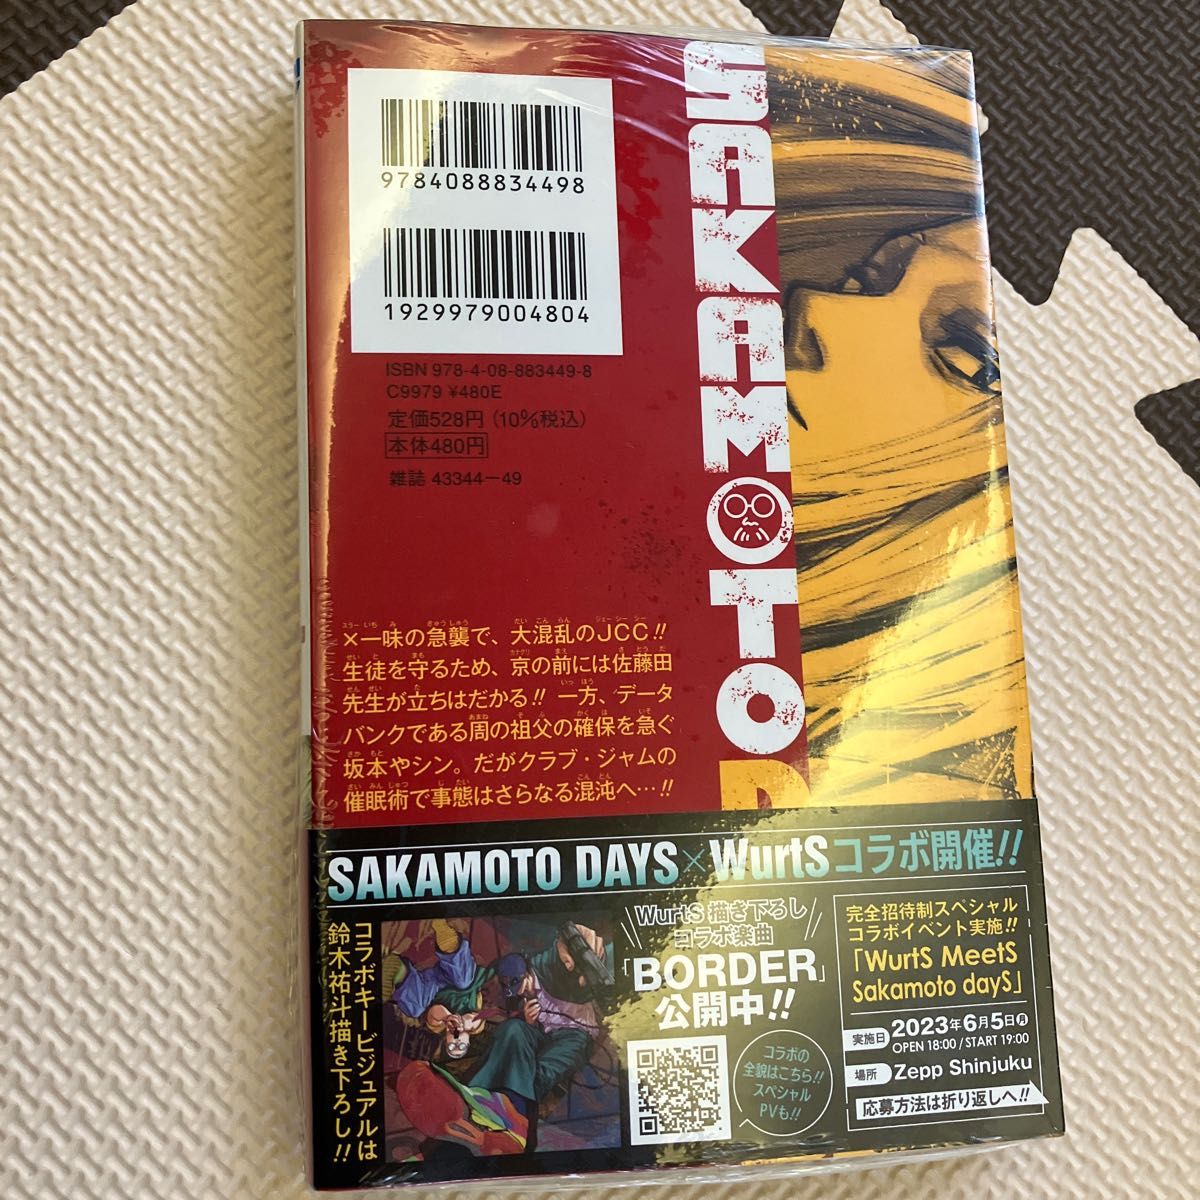 9784088834498
1929979004804
ISBN 978-4-08-883449-8
C9979 ¥480E
定価528円(10%税込)
本体480円
雑誌 43344-49
SAKAMOTO D
×一味の急襲で、大混乱のJCC!!
生徒を守るため、京の前には佐藤田
先生が立ちはだかる!! 一方、データ
バンクである周の祖父の確保を急ぐ
坂本やシン。だがクラブ・ジャムの
催眠術で事態はさらなる混沌へ…!!
SAKAMOTO DAYS×WurtSコラボ開催!!
コラボキービジュアルは
鈴木祐斗描き下ろし!!
WurtS 描き下ろし
コラボ楽曲
「BORDER」
公開中!!
コラボの
全貌はこちら!!
スペシャル
PVも!!
完全招待制スペシャル
コラボイベント実施!!
「WurtS MeetS
Sakamoto dayS」
実施日 2023年6月5日月
OPEN 18:00 / START 19:00
場所 Zepp Shinjuku
応募方法は折り返しへ!!